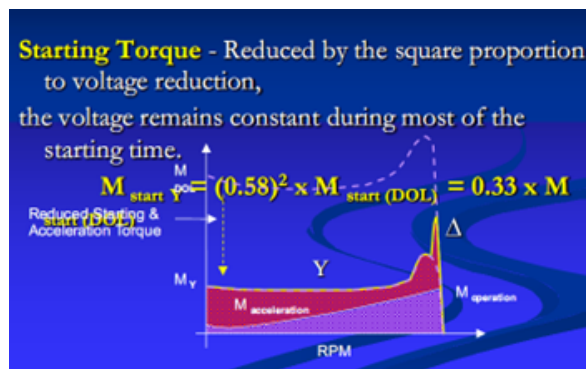 Starting Torque - Reduced by the square proportion
to voltage reduction,
the voltage remains constant during most of the
starting time.
M
M start Y = (0.58)² x M start (DOL) = 0.33 x M
start (DOL)
Reduced Starting &
Acceleration Torque
Δ
Y
M Y
M acceleration
M operation
RPM